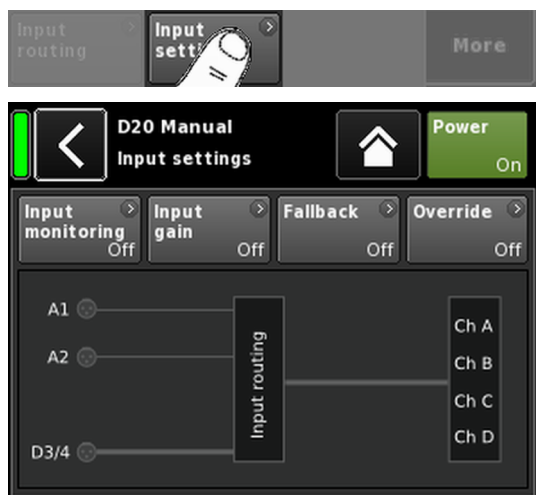 Input routing
Input setti
More
D20 Manual
Input settings
Power
On
Input monitoring
Off
Input gain
Off
Fallback
Off
Override
Off
A1
A2
D3/4
Input routing
Ch A
Ch B
Ch C
Ch D